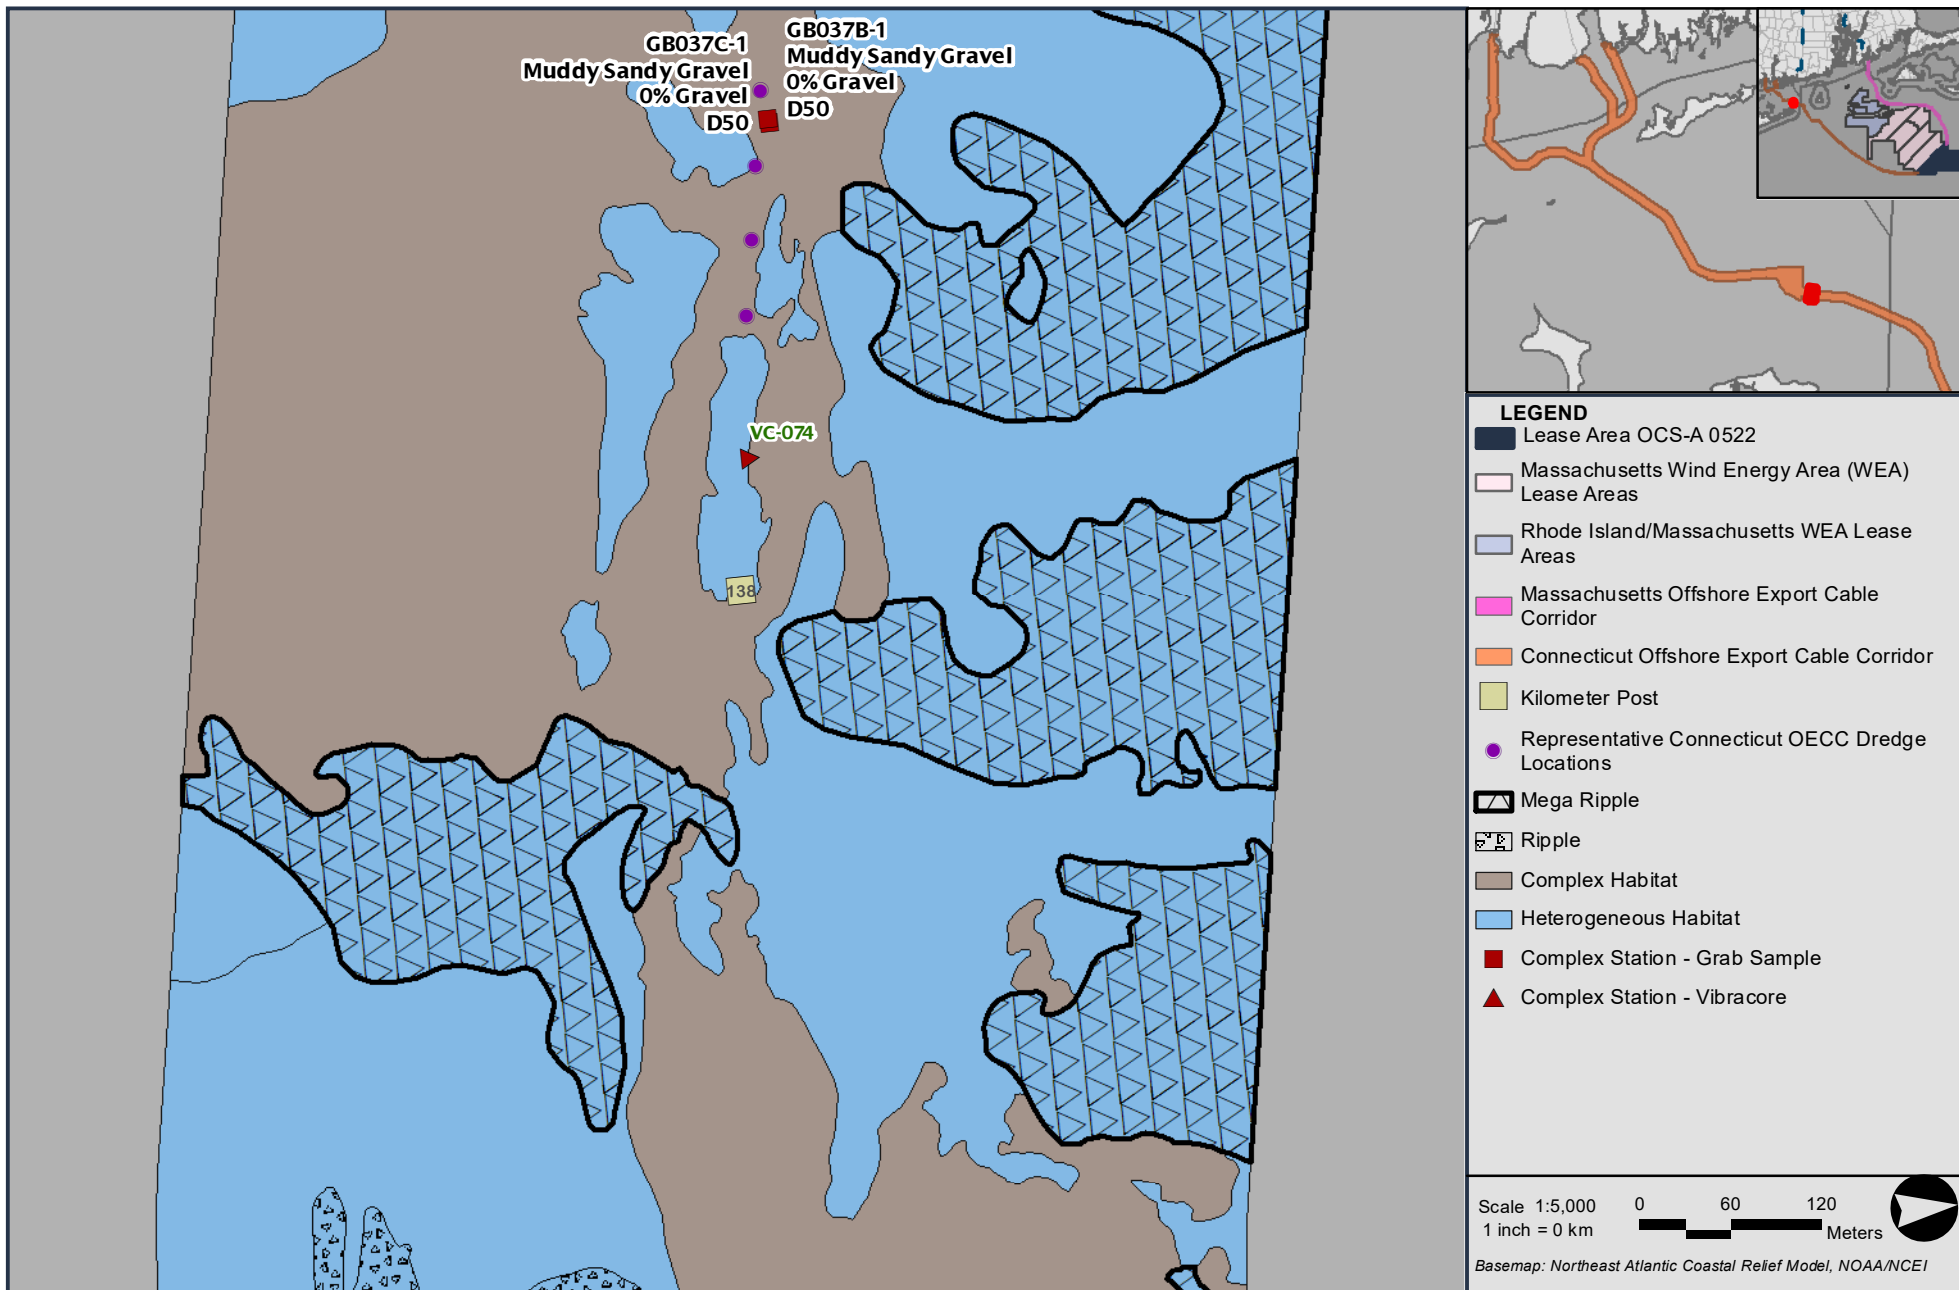 GB037C-1
Muddy Sandy Gravel
0% Gravel
D50
GB037B-1
Muddy Sandy Gravel
0% Gravel
D50
VC-074
138
LEGEND
Lease Area OCS-A 0522
Massachusetts Wind Energy Area (WEA)
Lease Areas
Rhode Island/Massachusetts WEA Lease
Areas
Massachusetts Offshore Export Cable
Corridor
Connecticut Offshore Export Cable Corridor
Kilometer Post
Representative Connecticut OECC Dredge
Locations
Mega Ripple
Ripple
Complex Habitat
Heterogeneous Habitat
Complex Station - Grab Sample
Complex Station - Vibracore
Scale 1:5,000
1 inch = 0 km
0 60 120
Meters
Basemap: Northeast Atlantic Coastal Relief Model, NOAA/NCEI